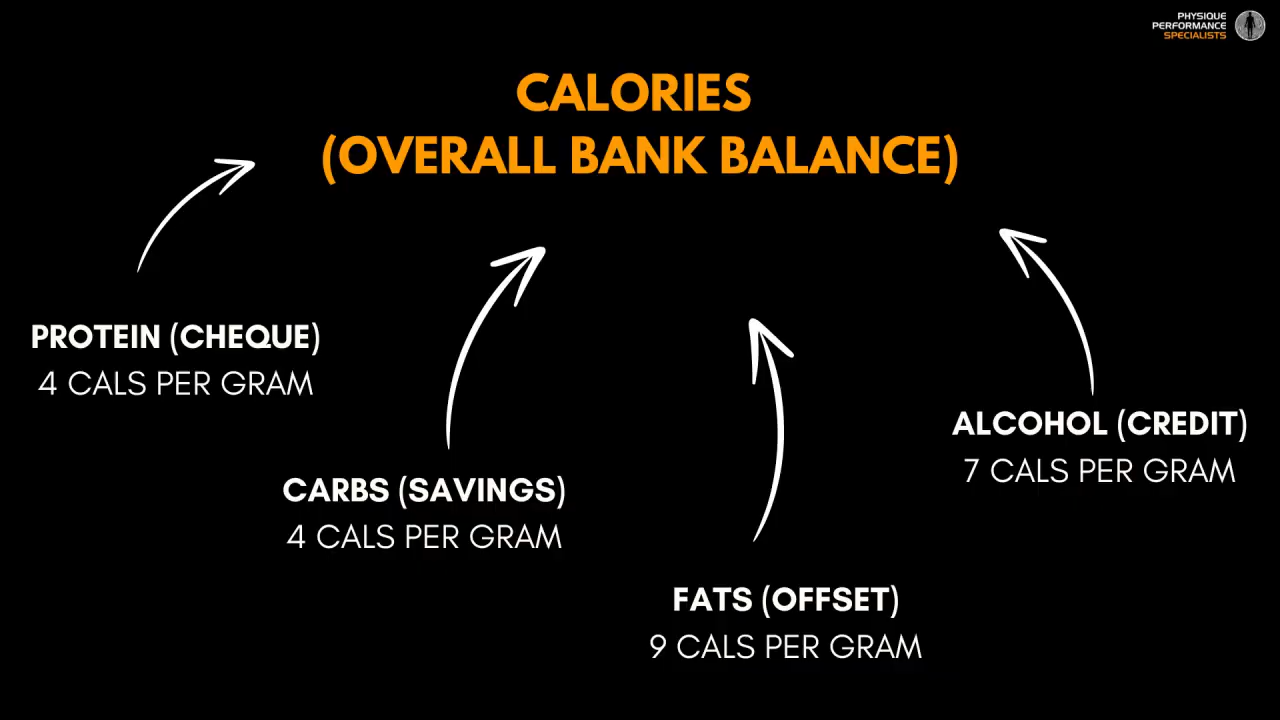 PHYSIQUE
PERFORMANCE
SPECIALISTS
CALORIES
(OVERALL BANK BALANCE)
PROTEIN (CHEQUE)
4 CALS PER GRAM
CARBS (SAVINGS)
4 CALS PER GRAM
FATS (OFFSET)
9 CALS PER GRAM
ALCOHOL (CREDIT)
7 CALS PER GRAM